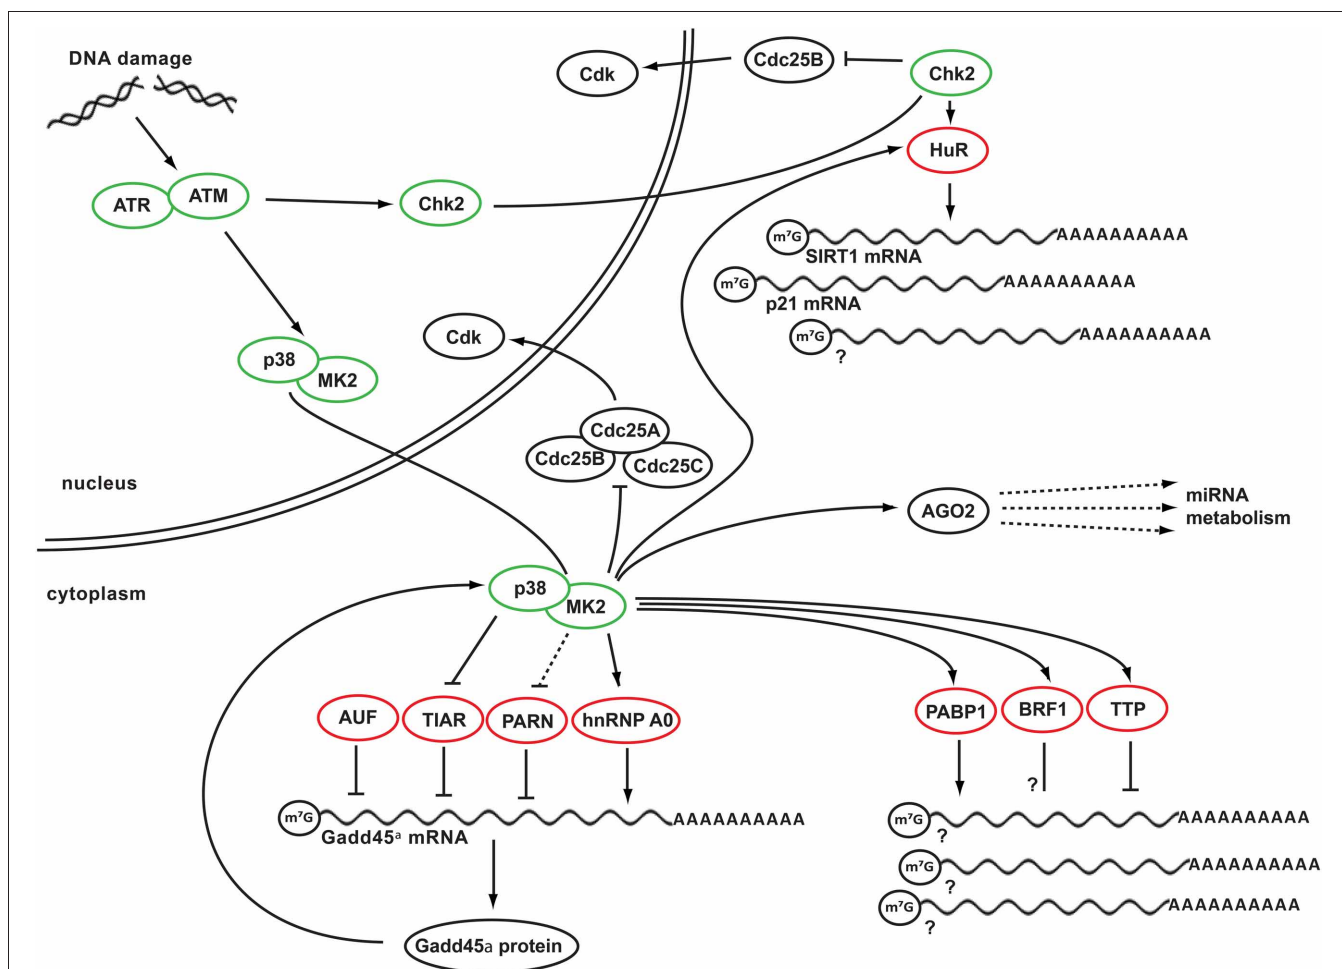 DNA damage
Cdk
Cdc25B
Chk2
HuR
ATR
ATM
Chk2
m⁷G
AAAAAAAAAA
SIRT1 mRNA
m⁷G
AAAAAAAAAA
p21 mRNA
m⁷G
AAAAAAAAAA
?
Cdk
p38
MK2
Cdc25A
Cdc25B
Cdc25C
nucleus
AGO2
miRNA
metabolism
cytoplasm
p38
MK2
AUF
TIAR
PARN
hnRNP A0
PABP1
BRF1
TTP
?
m⁷G
AAAAAAAAAA
Gadd45ᵃ mRNA
m⁷G
AAAAAAAAAA
?
m⁷G
AAAAAAAAAA
?
m⁷G
AAAAAAAAAA
?
Gadd45a protein